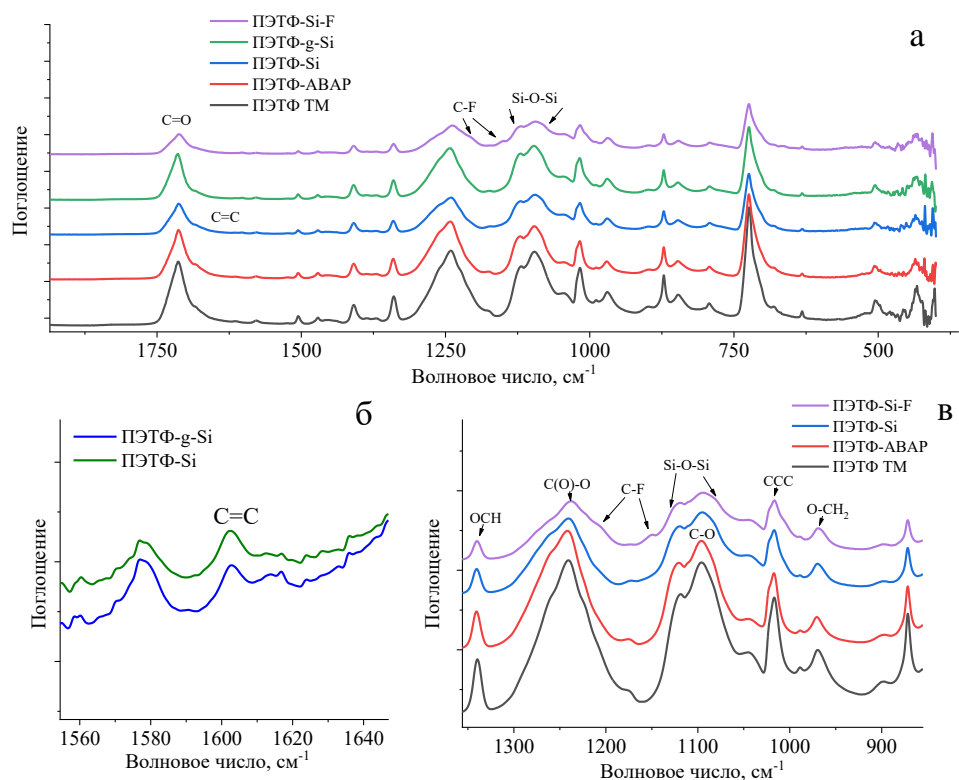 ПЭТФ-Si-F
ПЭТФ-g-Si
ПЭТФ-Si
ПЭТФ-АВАР
ПЭТФ ТМ
а
C=O
C=C
C-F
Si-O-Si
Поглощение
1750
1500
1250
1000
750
500
Волновое число, см-1
б
ПЭТФ-g-Si
ПЭТФ-Si
C=C
Поглощение
1560
1580
1600
1620
1640
Волновое число, см-1
в
ПЭТФ-Si-F
ПЭТФ-Si
ПЭТФ-АВАР
ПЭТФ ТМ
OCH
C(O)-O
C-F
Si-O-Si
C-O
CCC
O-CH2
Поглощение
1300
1200
1100
1000
900
Волновое число, см-1